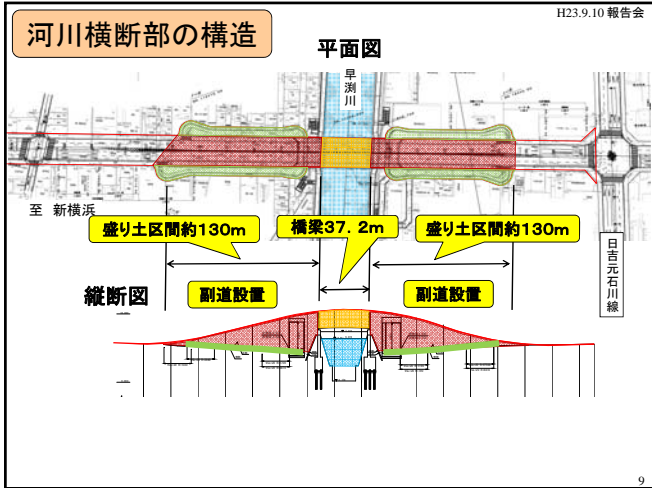 H23.9.10 報告会
河川横断部の構造
平面図
早渕川
至 新横浜
盛り土区間約130m
橋梁37.2m
盛り土区間約130m
日吉元石川線
縦断図
副道設置
副道設置
9